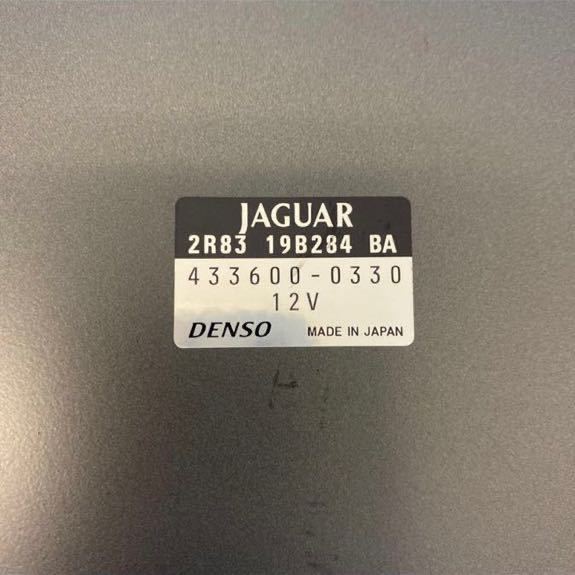 JAGUAR
2R83 19B284 BA
433600-0330
12V
DENSO MADE IN JAPAN